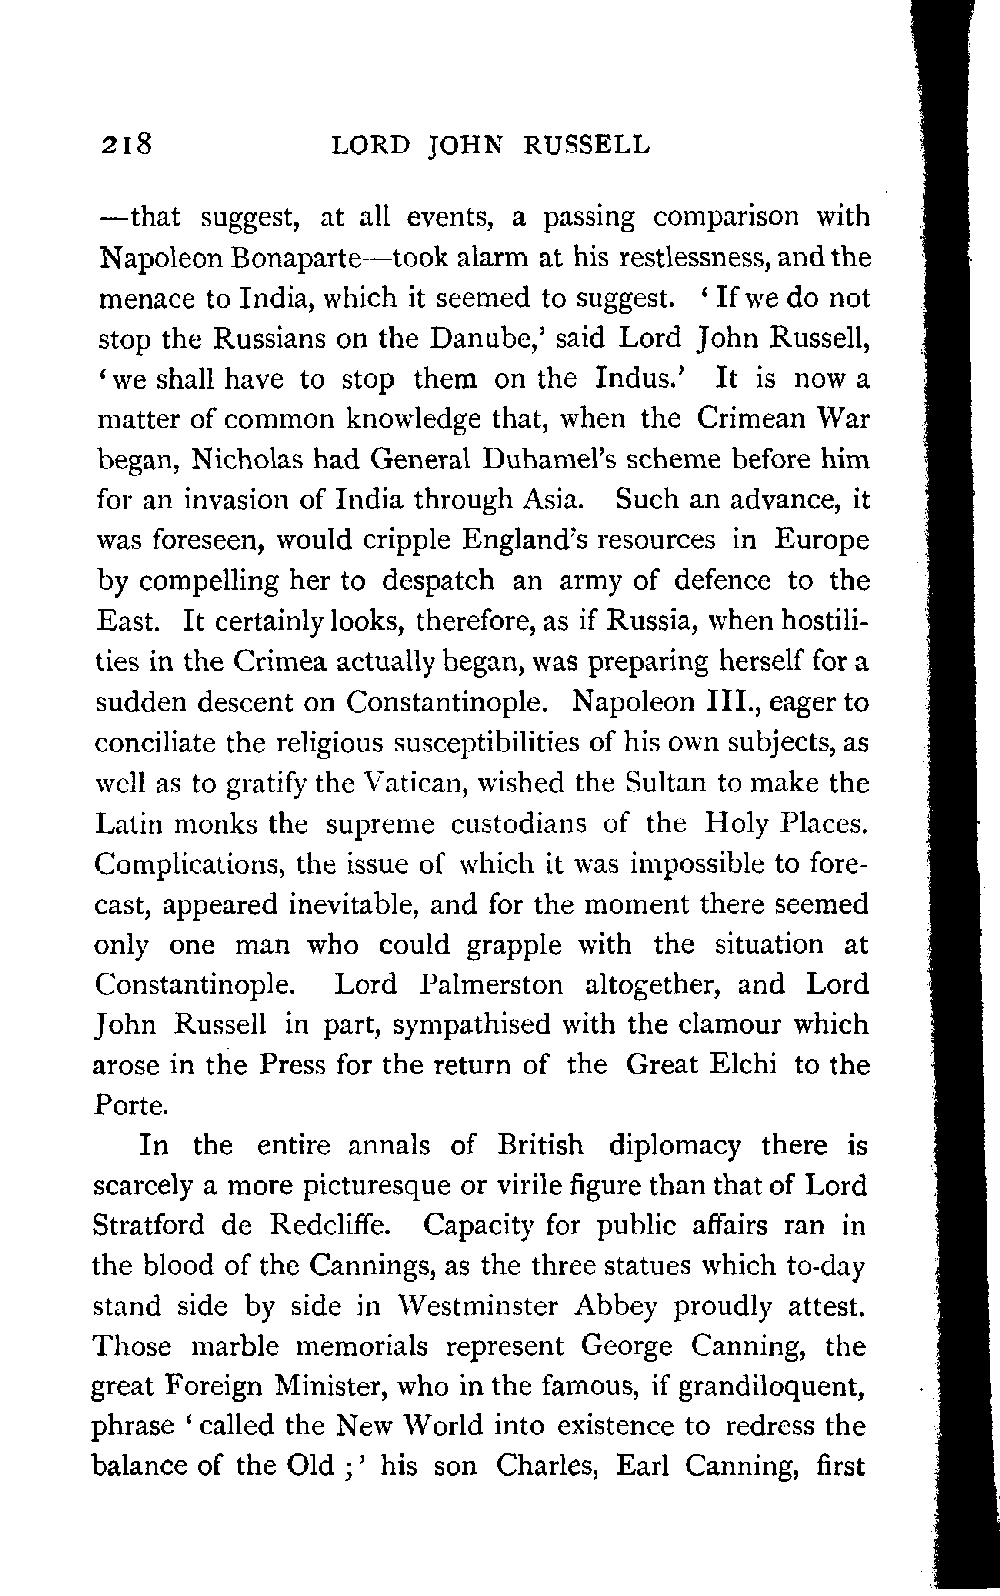 218 LORD JOHN RUSSELL
—that suggest, at all events, a passing comparison with
Napoleon Bonaparte—took alarm at his restlessness, and the
menace to India, which it seemed to suggest. ‘ If we do not
stop the Russians on the Danube,’ said Lord John Russell,
‘ we shall have to stop them on the Indus.’ It is now a
matter of common knowledge that, when the Crimean War
began, Nicholas had General Duhamel’s scheme before him
for an invasion of India through Asia. Such an advance, it
was foreseen, would cripple England’s resources in Europe
by compelling her to despatch an army of defence to the
East. It certainly looks, therefore, as if Russia, when hostili-
ties in the Crimea actually began, was preparing herself for a
sudden descent on Constantinople. Napoleon III., eager to
conciliate the religious susceptibilities of his own subjects, as
well as to gratify the Vatican, wished the Sultan to make the
Latin monks the supreme custodians of the Holy Places.
Complications, the issue of which it was impossible to fore-
cast, appeared inevitable, and for the moment there seemed
only one man who could grapple with the situation at
Constantinople. Lord Palmerston altogether, and Lord
John Russell in part, sympathised with the clamour which
arose in the Press for the return of the Great Elchi to the
Porte.
In the entire annals of British diplomacy there is
scarcely a more picturesque or virile figure than that of Lord
Stratford de Redcliffe. Capacity for public affairs ran in
the blood of the Cannings, as the three statues which to-day
stand side by side in Westminster Abbey proudly attest.
Those marble memorials represent George Canning, the
great Foreign Minister, who in the famous, if grandiloquent,
phrase ‘ called the New World into existence to redress the
balance of the Old ;’ his son Charles, Earl Canning, first